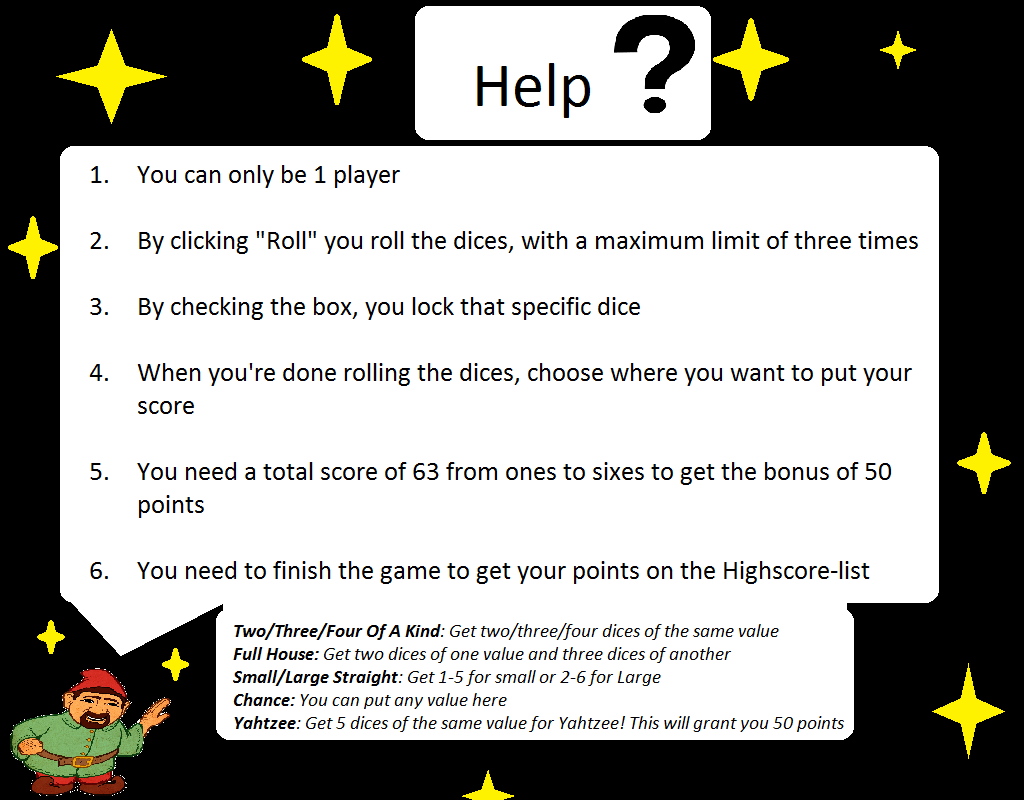 Help ?
1. You can only be 1 player
2. By clicking "Roll" you roll the dices, with a maximum limit of three times
3. By checking the box, you lock that specific dice
4. When you're done rolling the dices, choose where you want to put your
score
5. You need a total score of 63 from ones to sixes to get the bonus of 50
points
6. You need to finish the game to get your points on the Highscore-list
Two/Three/Four Of A Kind: Get two/three/four dices of the same value
Full House: Get two dices of one value and three dices of another
Small/Large Straight: Get 1-5 for small or 2-6 for Large
Chance: You can put any value here
Yahtzee: Get 5 dices of the same value for Yahtzee! This will grant you 50 points